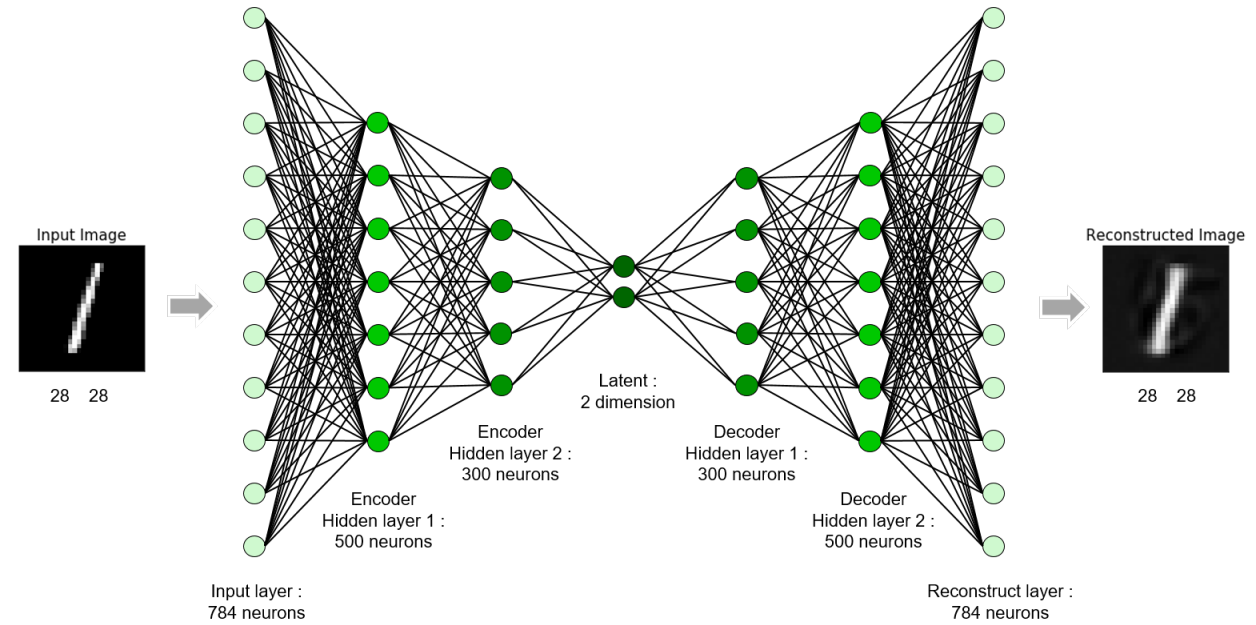 Input Image
28 28
Input layer :
784 neurons
Encoder
Hidden layer 1 :
500 neurons
Encoder
Hidden layer 2 :
300 neurons
Latent :
2 dimension
Decoder
Hidden layer 1 :
300 neurons
Decoder
Hidden layer 2 :
500 neurons
Reconstruct layer :
784 neurons
Reconstructed Image
28 28